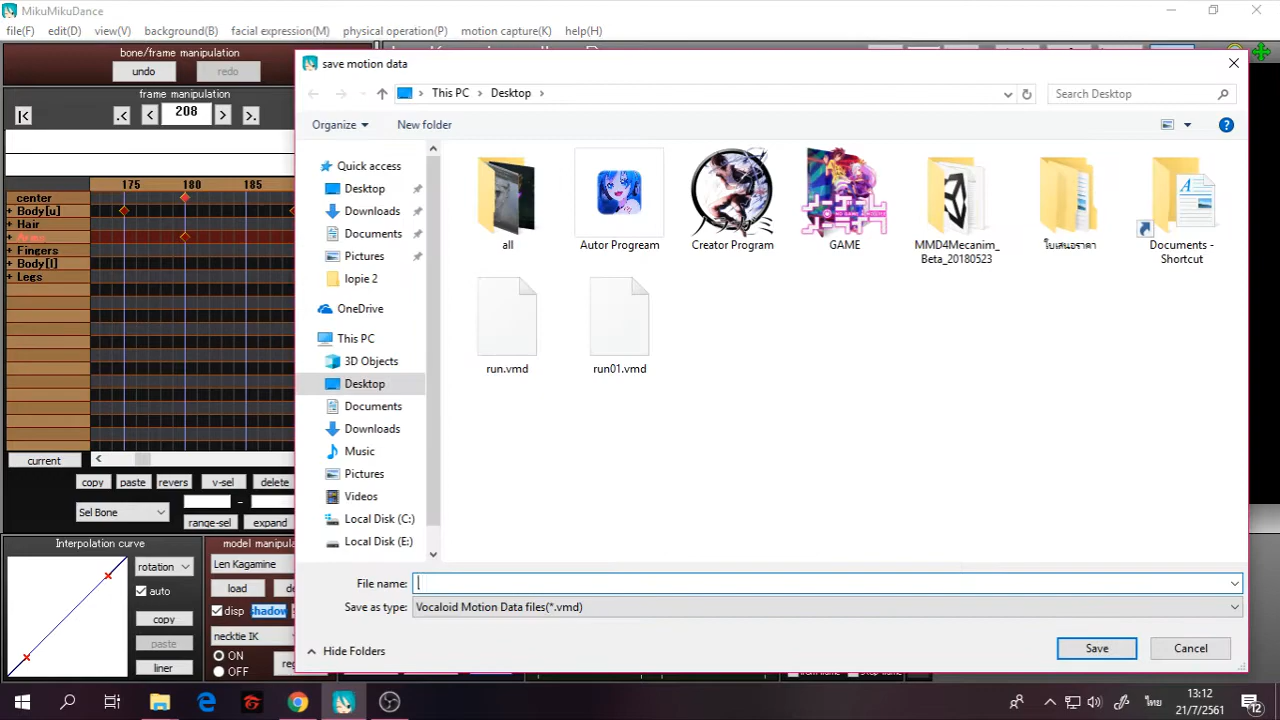 MikuMikuDance
file(F) edit(D) view(V) background(B) facial expression(M) physical operation(P) motion capture(K) help(H)
bone/frame manipulation
undo redo
frame manipulation
|< .< < 208 > >.
175 180 185
center
+ Body[u]
+ Hair
+ Fingers
+ Body[l]
+ Legs
current
copy paste revers v-sel delete
Sel Bone -
range-sel expand
Interpolation curve
rotation
auto
copy
paste
liner
Len Kagamine
load
disp shadow
necktie IK
ON
OFF
save motion data
This PC > Desktop >
Search Desktop
Organize New folder
Quick access
Desktop
Downloads
Documents
Pictures
lopie 2
OneDrive
This PC
3D Objects
Desktop
Documents
Downloads
Music
Pictures
Videos
Local Disk (C:)
Local Disk (E:)
all
Autor Progream
Creator Program
NO GAME NO LIFE
GAME
MMD4Mecanim_
Beta_20180523
ใบเสนอราคา
Documents -
Shortcut
run.vmd
run01.vmd
File name:
Save as type: Vocaloid Motion Data files(*.vmd)
Hide Folders
Save Cancel
ไทย
13:12
21/7/2561
12